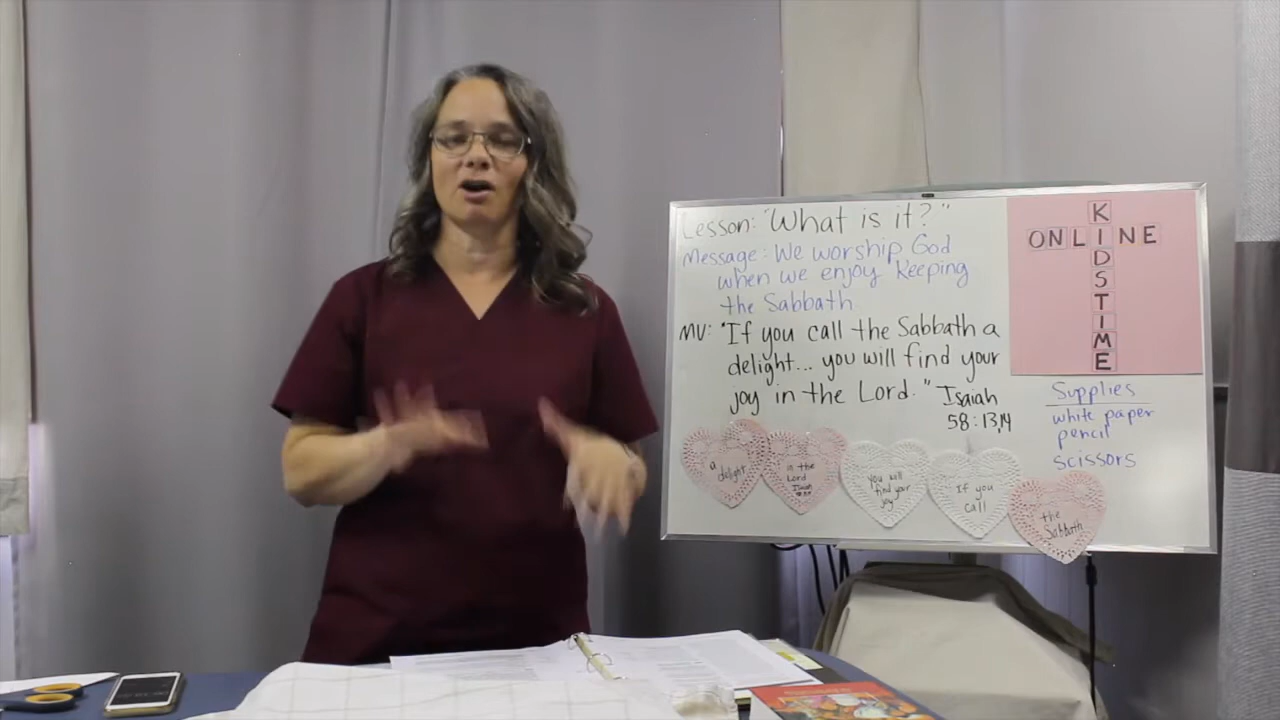 Lesson: "What is it?"
Message: We worship God
when we enjoy Keeping
the Sabbath
MV: "If you call the Sabbath a
delight... you will find your
joy in the Lord." Isaiah
58:13,14
KIDSTIME
ONLINE
Supplies
white paper
pencil
scissors
a
delight
in the
Lord
Isaiah
you will
find your
joy
If you
call
the
Sabbath